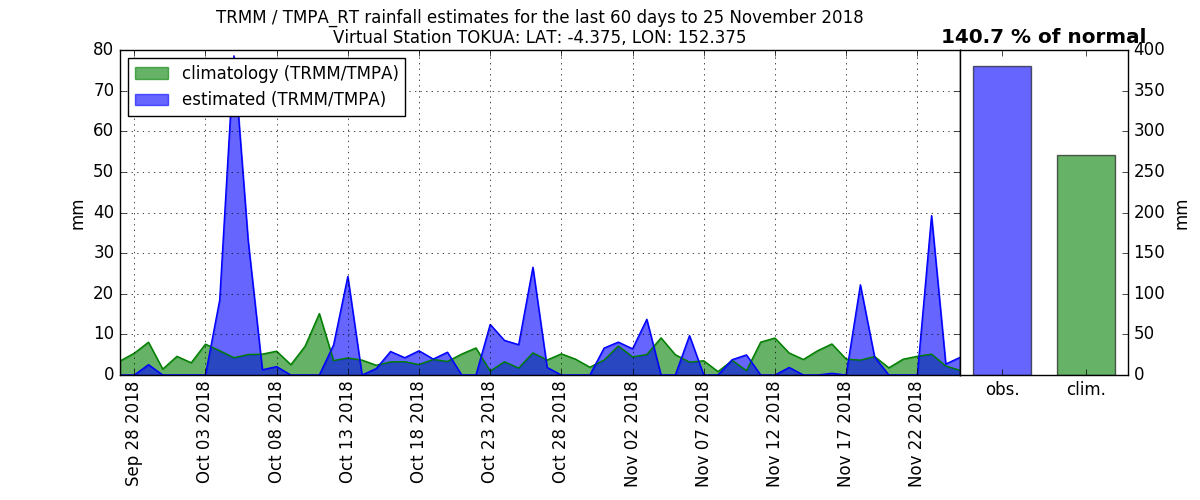 TRMM / TMPA_RT rainfall estimates for the last 60 days to 25 November 2018
Virtual Station TOKUA: LAT: -4.375, LON: 152.375
140.7 % of normal
climatology (TRMM/TMPA)
estimated (TRMM/TMPA)
mm
80
70
60
50
40
30
20
10
0
Sep 28 2018
Oct 03 2018
Oct 08 2018
Oct 13 2018
Oct 18 2018
Oct 23 2018
Oct 28 2018
Nov 02 2018
Nov 07 2018
Nov 12 2018
Nov 17 2018
Nov 22 2018
obs.
clim.
400
350
300
250
200
150
100
50
0
mm